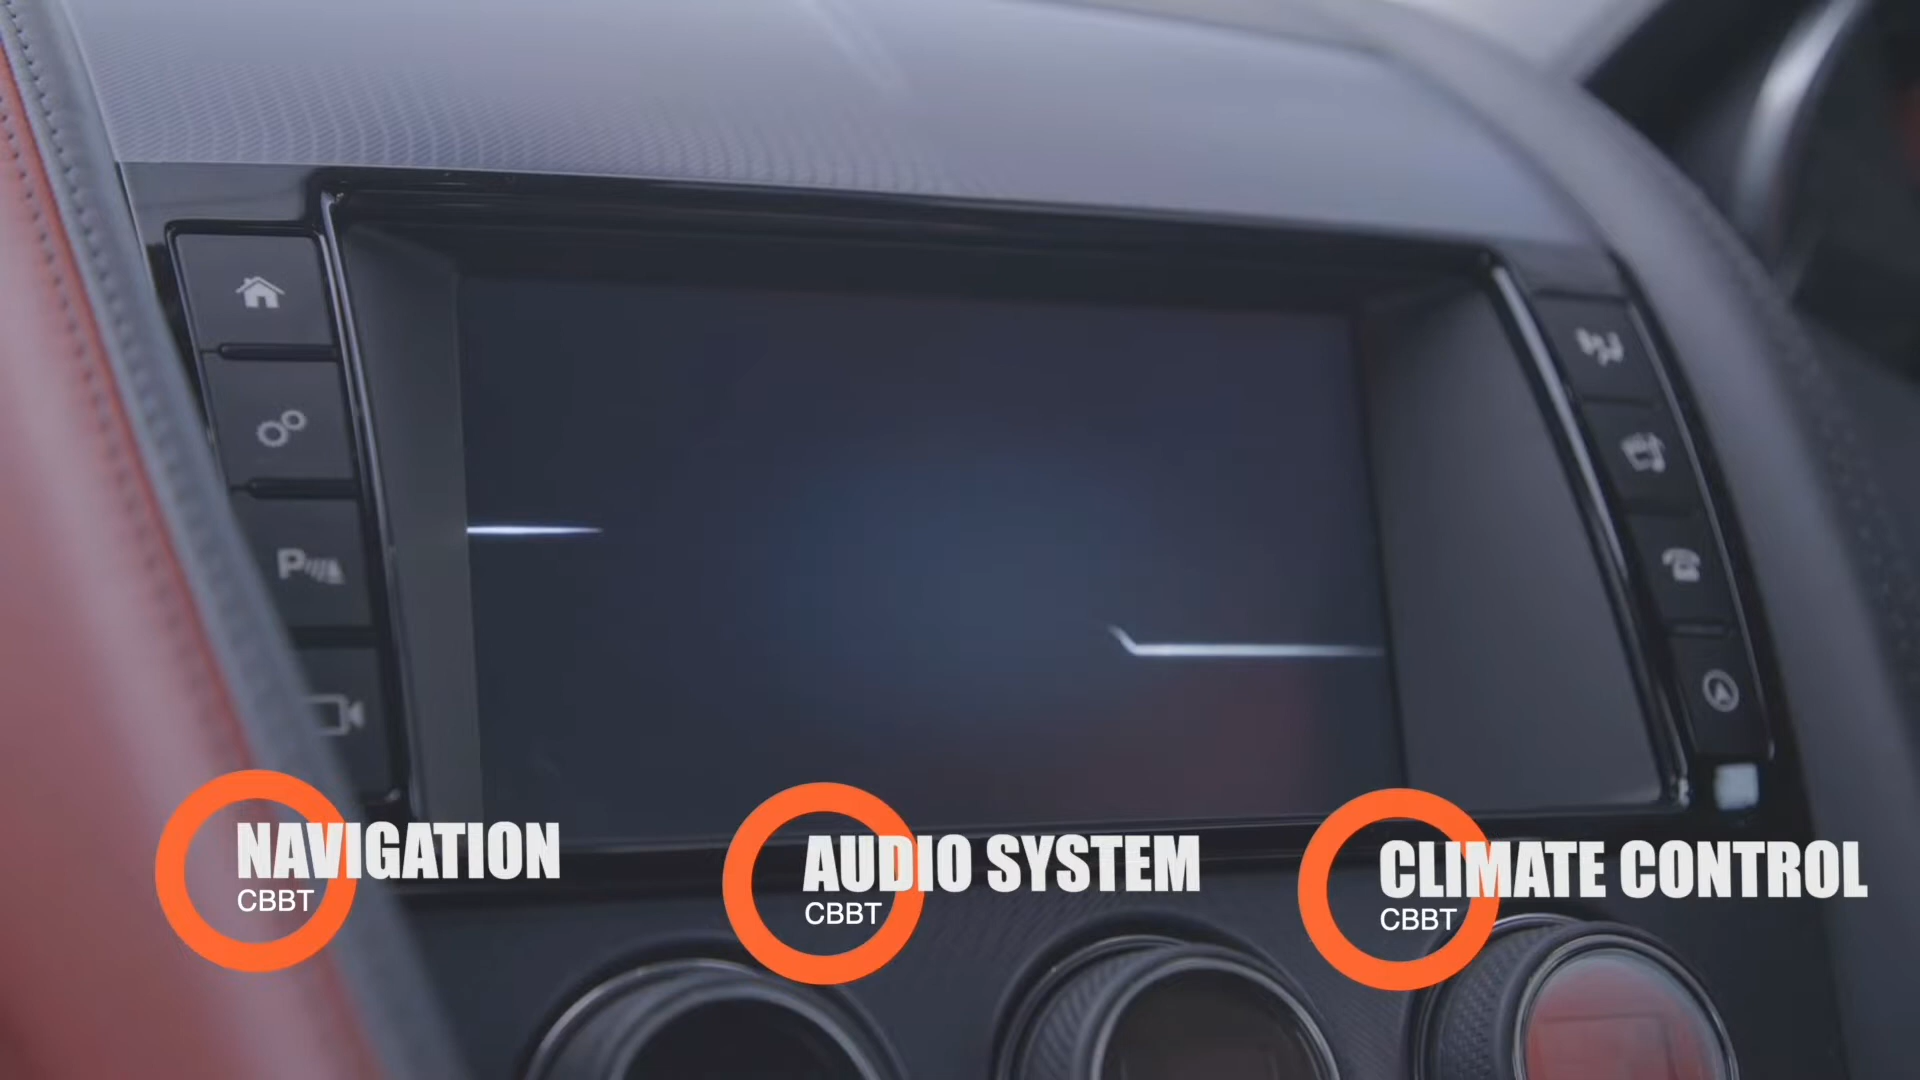 P
NAVIGATION
CBBT
AUDIO SYSTEM
CBBT
CLIMATE CONTROL
CBBT